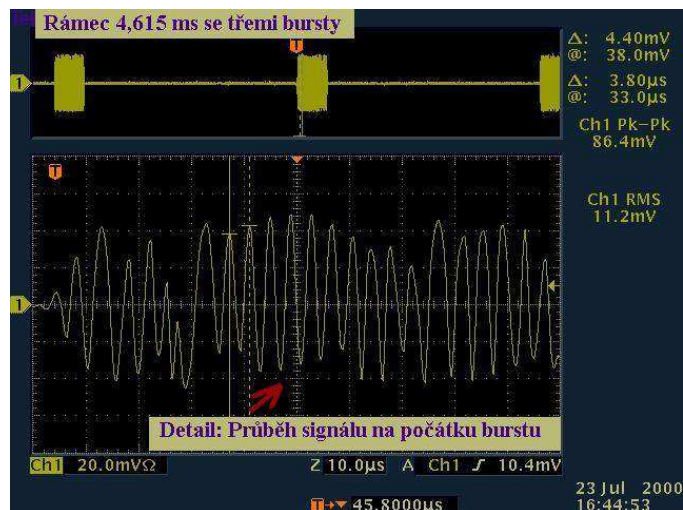 Rámec 4,615 ms se třemi bursty
T
Δ: 4.40mV
@: 38.0mV
Δ: 3.80µs
@: 33.0µs
Ch1 Pk-Pk
86.4mV
Ch1 RMS
11.2mV
1
T
1
Detail: Průběh signálu na počátku burstu
Ch1 20.0mVΩ Z 10.0µs A Ch1 ʃ 10.4mV
T→▼ 45.8000µs
23 Jul 2000
16:44:53